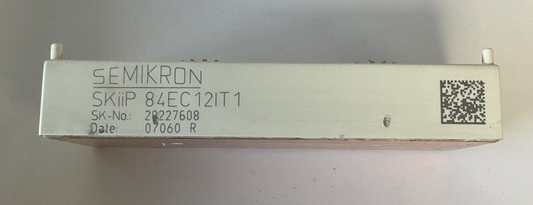 SEMIKRON
SKiiP 84EC12IT1
SK-No.: 20227608
Date: 07060 R